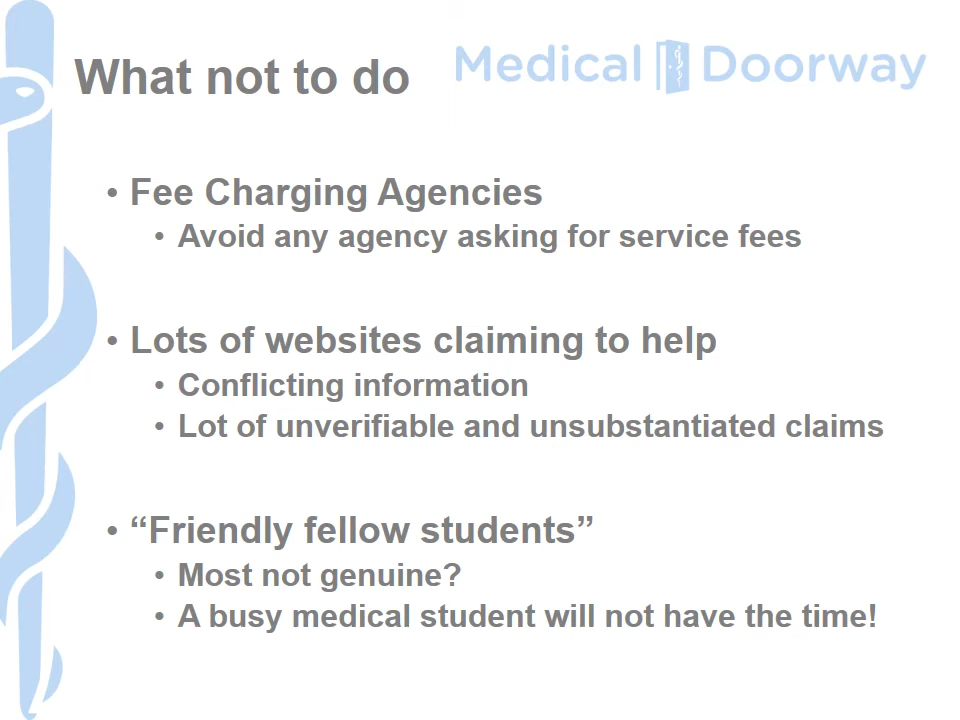 What not to do
Medical Doorway
• Fee Charging Agencies
• Avoid any agency asking for service fees
• Lots of websites claiming to help
• Conflicting information
• Lot of unverifiable and unsubstantiated claims
• “Friendly fellow students”
• Most not genuine?
• A busy medical student will not have the time!